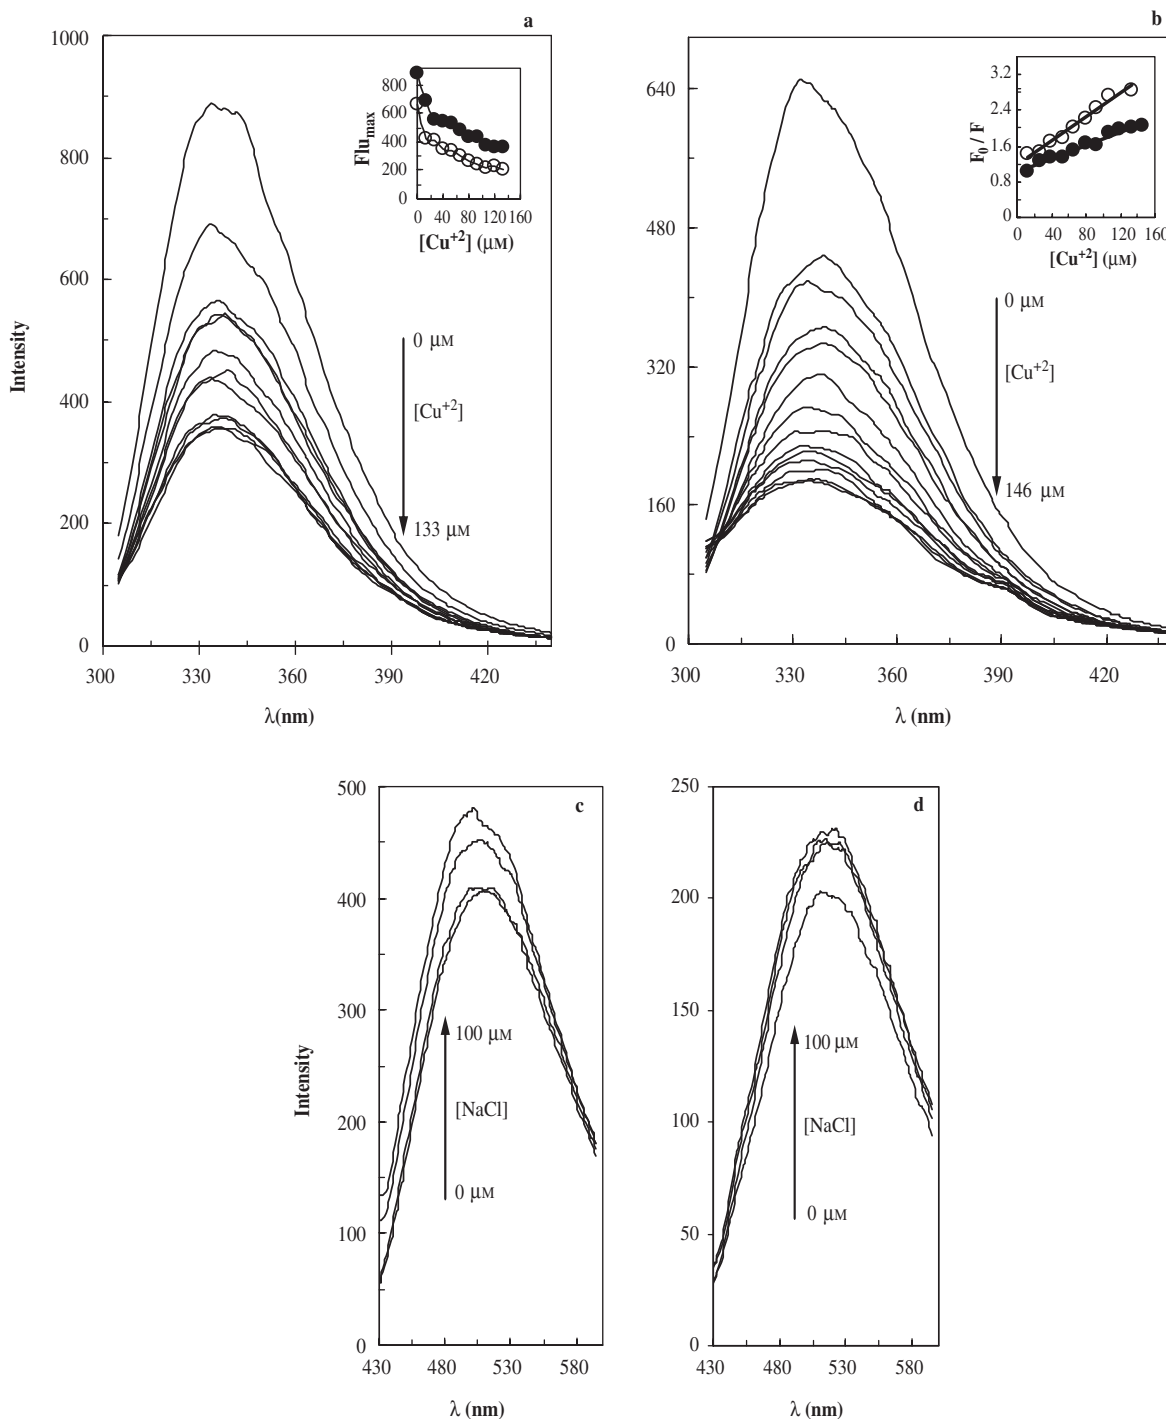 a
1000
800
600
400
200
0
Intensity
300 330 360 390 420
λ(nm)
800
600
400
200
0
Flu max
0 40 80 120 160
[Cu+2] (μM)
0 μM
[Cu+2]
133 μM
b
640
480
320
160
0
300 330 360 390 420
λ (nm)
3.2
2.4
1.6
0.8
0
F0 / F
0 40 80 120 160
[Cu+2] (μM)
0 μM
[Cu+2]
146 μM
c
500
400
300
200
100
0
Intensity
430 480 530 580
λ (nm)
100 μM
[NaCl]
0 μM
d
250
200
150
100
50
0
430 480 530 580
λ (nm)
100 μM
[NaCl]
0 μM